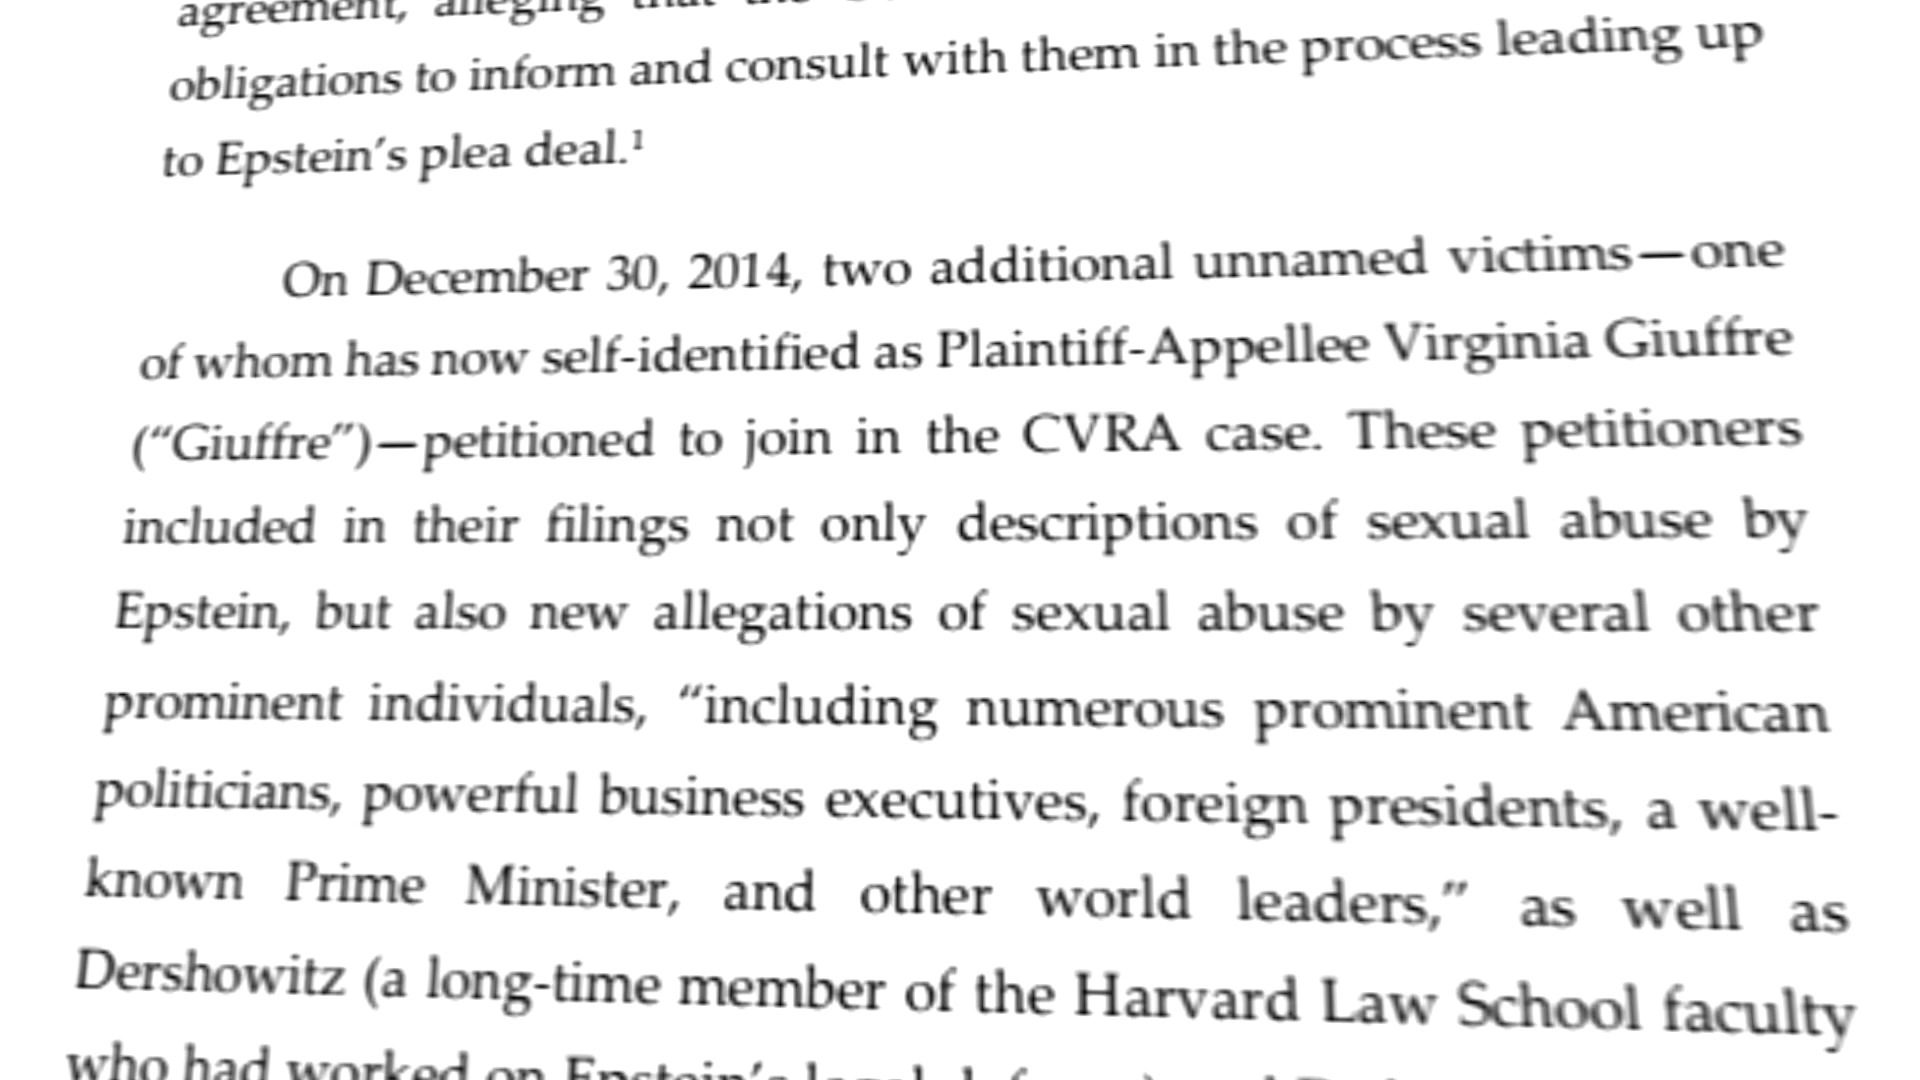 agreement, alleging that the
obligations to inform and consult with them in the process leading up
to Epstein’s plea deal.¹
On December 30, 2014, two additional unnamed victims—one
of whom has now self-identified as Plaintiff-Appellee Virginia Giuffre
(“Giuffre”)—petitioned to join in the CVRA case. These petitioners
included in their filings not only descriptions of sexual abuse by
Epstein, but also new allegations of sexual abuse by several other
prominent individuals, “including numerous prominent American
politicians, powerful business executives, foreign presidents, a well-
known Prime Minister, and other world leaders,” as well as
Dershowitz (a long-time member of the Harvard Law School faculty
who had worked on Epstein’s legal